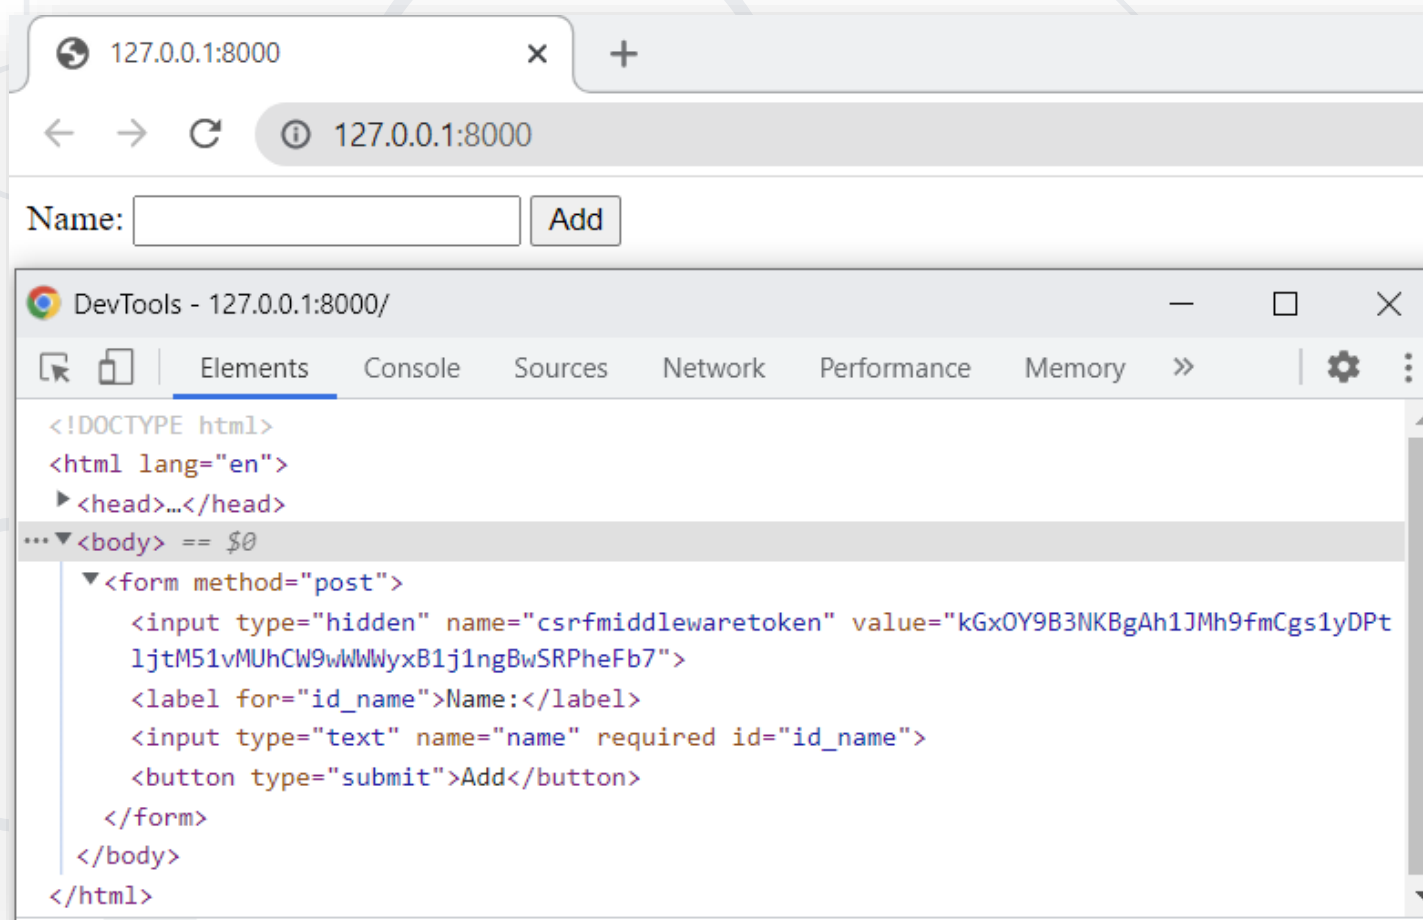 127.0.0.1:8000
127.0.0.1:8000
Name: Add
DevTools - 127.0.0.1:8000/
Elements Console Sources Network Performance Memory »
<!DOCTYPE html>
<html lang="en">
<head>…</head>
<body> == $0
<form method="post">
<input type="hidden" name="csrfmiddlewaretoken" value="kGxOY9B3NKBgAh1JMh9fmCgs1yDPt
ljtM51vMUhCW9wWWWyxB1j1ngBwSRPheFb7">
<label for="id_name">Name:</label>
<input type="text" name="name" required id="id_name">
<button type="submit">Add</button>
</form>
</body>
</html>